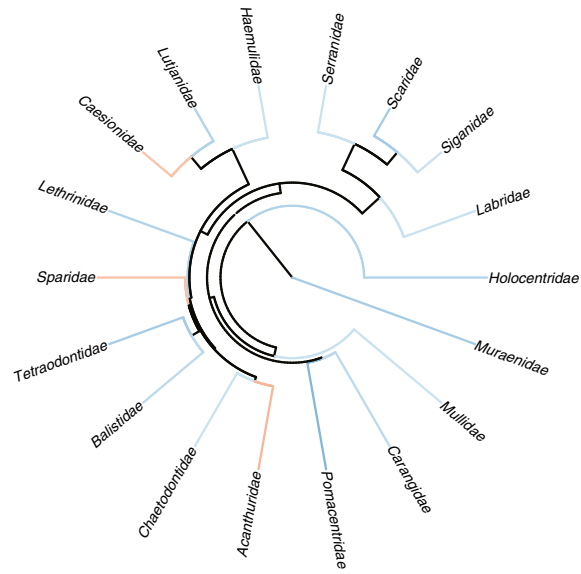 Haemulidae
Serranidae
Lutjanidae
Scaridae
Caesionidae
Siganidae
Lethrinidae
Labridae
Sparidae
Holocentridae
Tetraodontidae
Muraenidae
Balistidae
Mullidae
Chaetodontidae
Carangidae
Acanthuridae
Pomacentridae